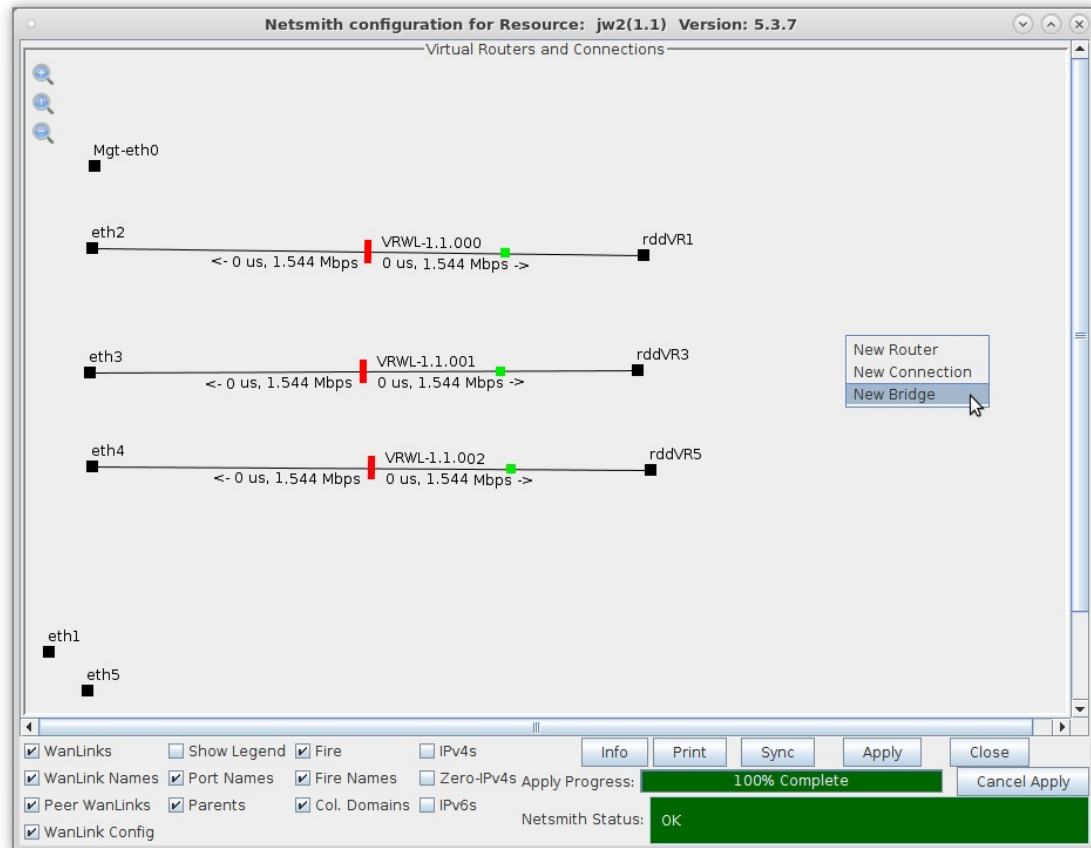 Netsmith configuration for Resource:  jw2(1.1)  Version: 5.3.7
Virtual Routers and Connections
Mgt-eth0
eth2
VRWL-1.1.000
rddVR1
<- 0 us, 1.544 Mbps
0 us, 1.544 Mbps ->
eth3
VRWL-1.1.001
rddVR3
<- 0 us, 1.544 Mbps
0 us, 1.544 Mbps ->
New Router
New Connection
New Bridge
eth4
VRWL-1.1.002
rddVR5
<- 0 us, 1.544 Mbps
0 us, 1.544 Mbps ->
eth1
eth5
WanLinks
Show Legend
Fire
IPv4s
Info
Print
Sync
Apply
Close
WanLink Names
Port Names
Fire Names
Zero-IPv4s
Apply Progress:
100% Complete
Cancel Apply
Peer WanLinks
Parents
Col. Domains
IPv6s
Netsmith Status:
OK
WanLink Config